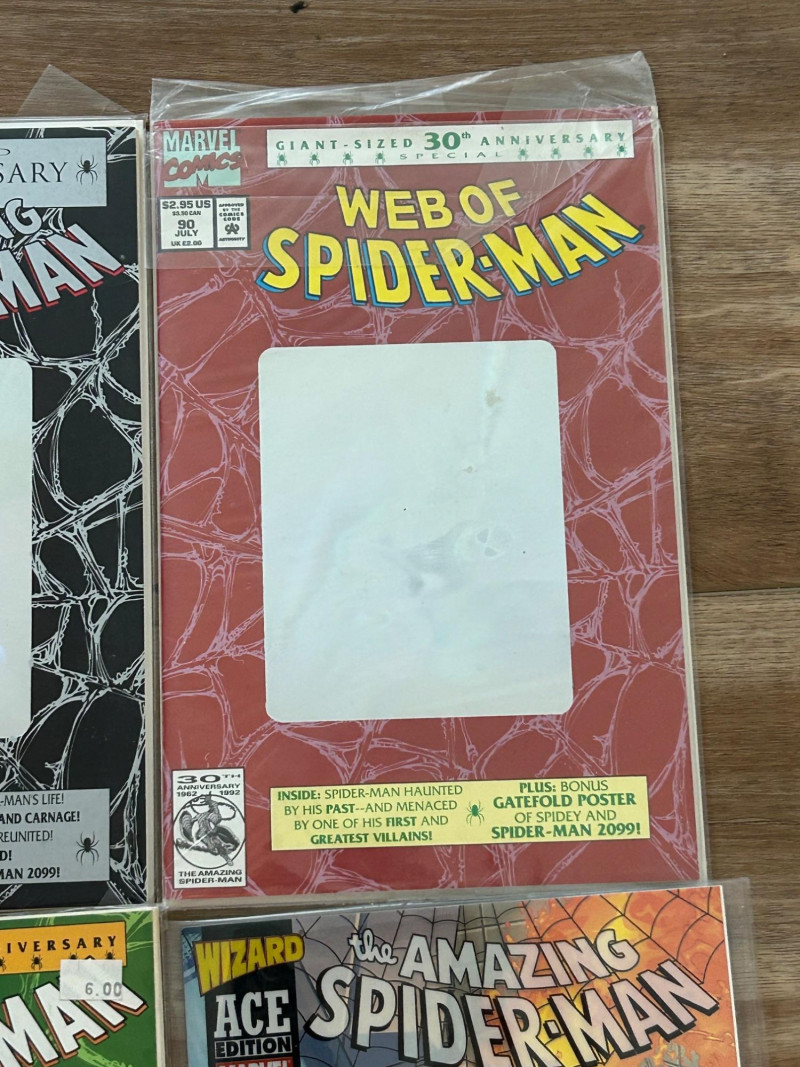 SARY
NG
MAN
-MAN'S LIFE!
AND CARNAGE!
REUNITED!
D!
MAN 2099!
MARVEL
COMICS
M
GIANT-SIZED 30th ANNIVERSARY
SPECIAL
$2.95 US
$3.50 CAN
90
JULY
UK £2.00
APPROVED
BY THE
COMICS
CODE
CA
AUTHORITY
WEB OF
SPIDER-MAN
30TH
ANNIVERSARY
1962 1992
THE AMAZING
SPIDER-MAN
INSIDE: SPIDER-MAN HAUNTED
BY HIS PAST--AND MENACED
BY ONE OF HIS FIRST AND
GREATEST VILLAINS!
PLUS: BONUS
GATEFOLD POSTER
OF SPIDEY AND
SPIDER-MAN 2099!
IVERSARY
6.00
MAN
WIZARD
ACE
EDITION
MARVEL
the AMAZING
SPIDER-MAN